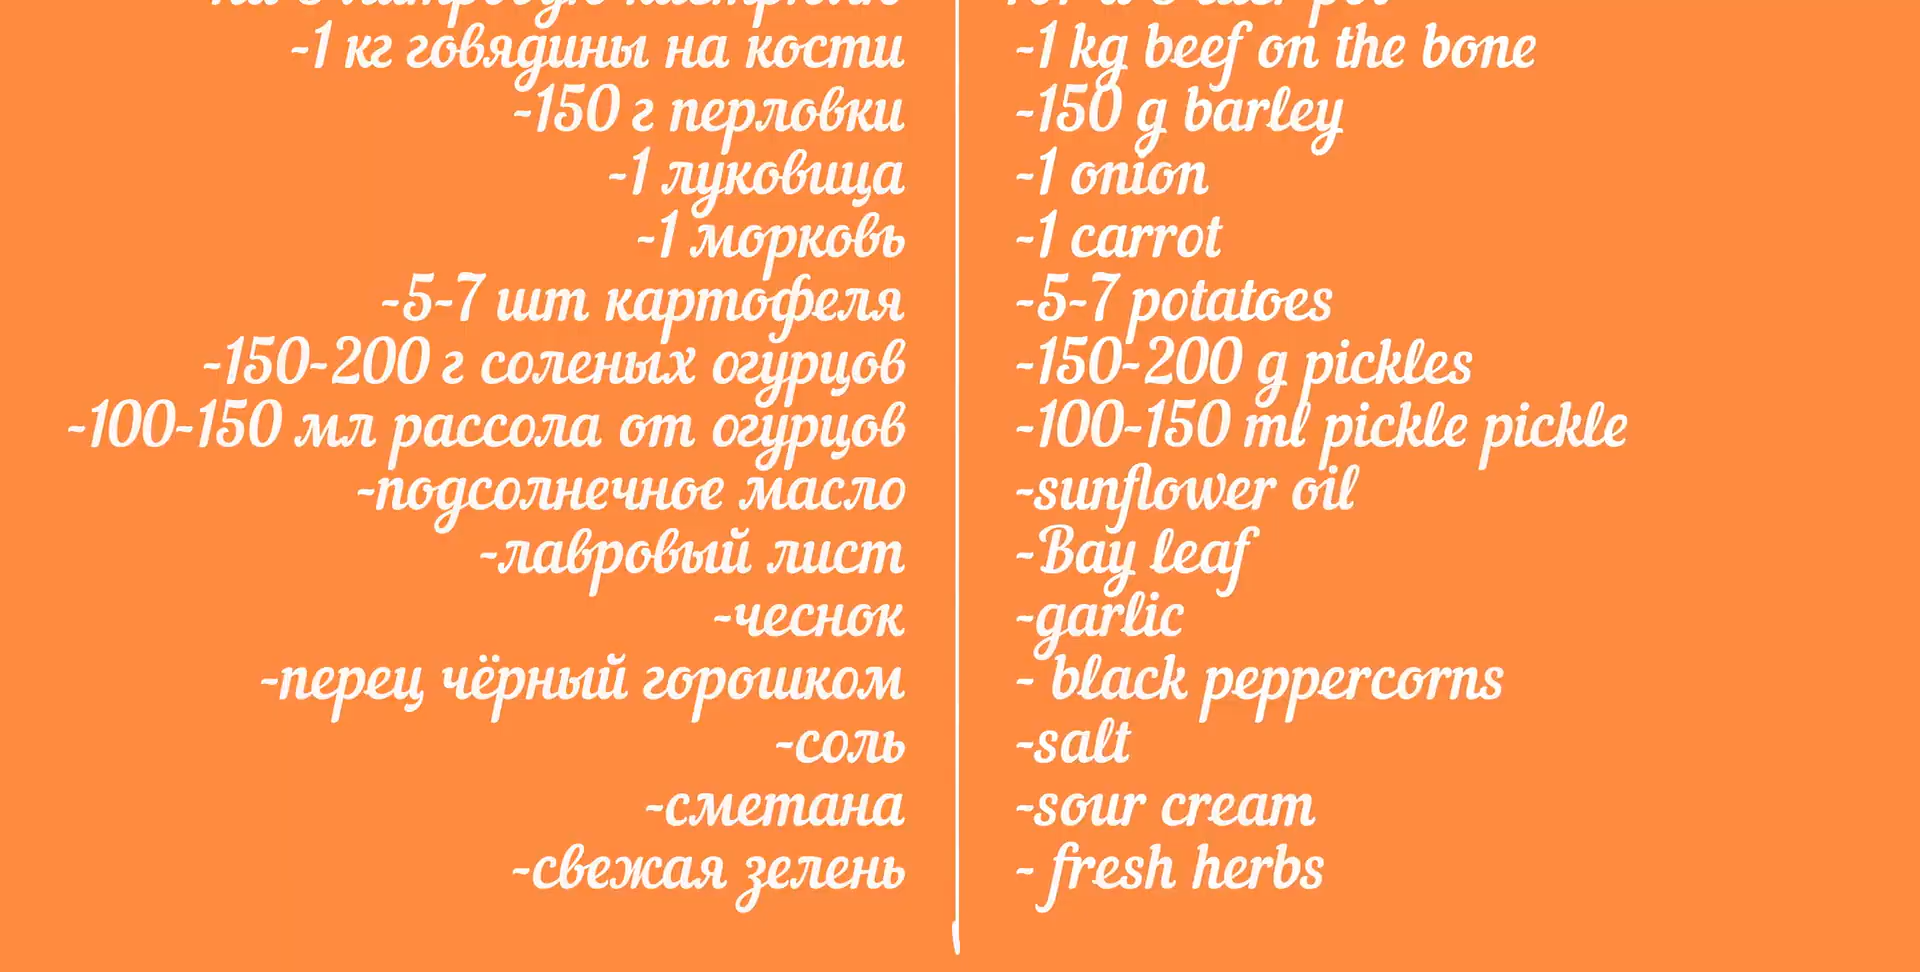 -1 кг говядины на кости
-150 г перловки
-1 луковица
-1 морковь
-5-7 шт картофеля
-150-200 г соленых огурцов
-100-150 мл рассола от огурцов
-подсолнечное масло
-лавровый лист
-чеснок
-перец чёрный горошком
-соль
-сметана
-свежая зелень
-1 kg beef on the bone
-150 g barley
-1 onion
-1 carrot
-5-7 potatoes
-150-200 g pickles
-100-150 ml pickle pickle
-sunflower oil
-Bay leaf
-garlic
- black peppercorns
-salt
-sour cream
- fresh herbs